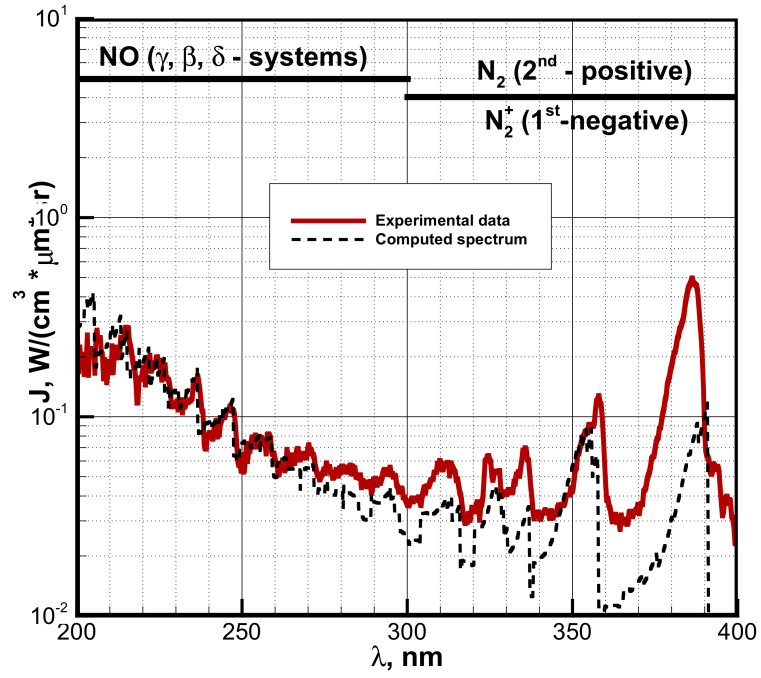 10¹
NO (γ, β, δ - systems)
N₂ (2ⁿᵈ - positive)
N₂⁺ (1ˢᵗ-negative)
10⁰
Experimental data
Computed spectrum
J, W/(cm³*μm*sr)
10⁻¹
10⁻²
200 250 300 350 400
λ, nm